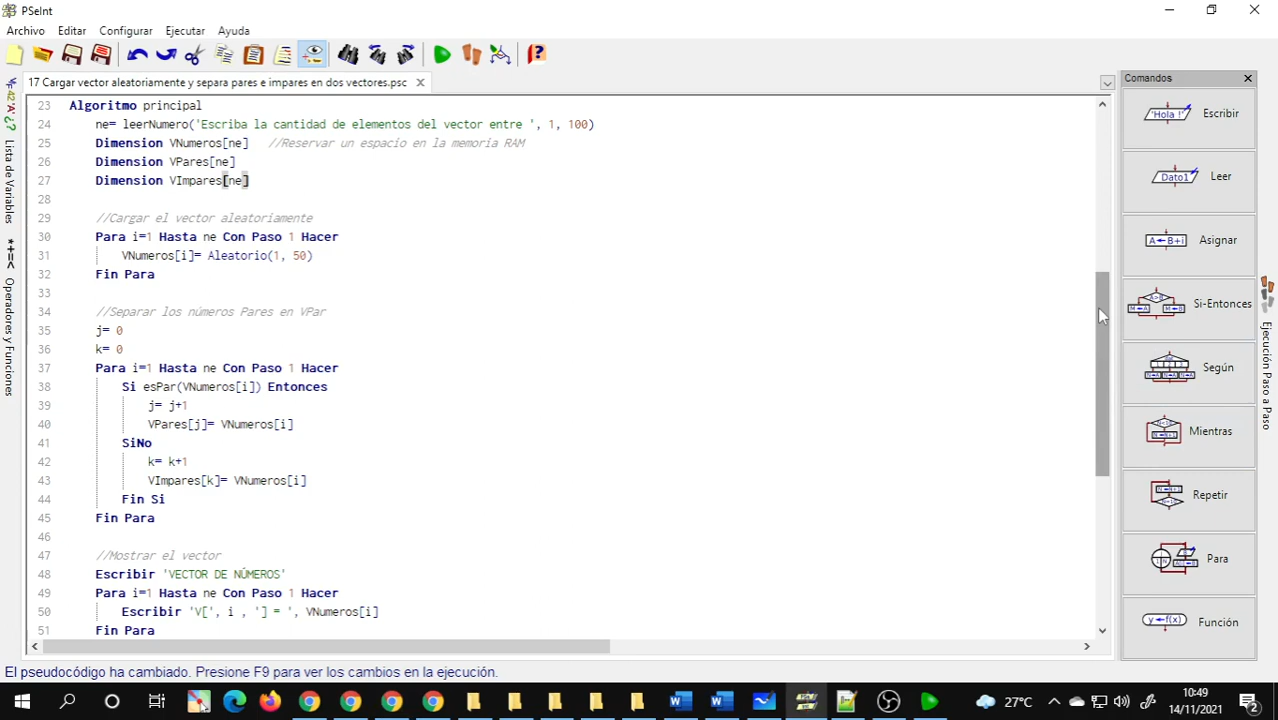 PSeInt
Archivo Editar Configurar Ejecutar Ayuda
17 Cargar vector aleatoriamente y separa pares e impares en dos vectores.psc
23 Algoritmo principal
24 ne= leerNumero('Escriba la cantidad de elementos del vector entre ', 1, 100)
25 Dimension VNumeros[ne] //Reservar un espacio en la memoria RAM
26 Dimension VPares[ne]
27 Dimension VImpares[ne]
28
29 //Cargar el vector aleatoriamente
30 Para i=1 Hasta ne Con Paso 1 Hacer
31 VNumeros[i]= Aleatorio(1, 50)
32 Fin Para
33
34 //Separar los números Pares en VPar
35 j= 0
36 k= 0
37 Para i=1 Hasta ne Con Paso 1 Hacer
38 Si esPar(VNumeros[i]) Entonces
39 j= j+1
40 VPares[j]= VNumeros[i]
41 SiNo
42 k= k+1
43 VImpares[k]= VNumeros[i]
44 Fin Si
45 Fin Para
46
47 //Mostrar el vector
48 Escribir 'VECTOR DE NÚMEROS'
49 Para i=1 Hasta ne Con Paso 1 Hacer
50 Escribir 'V[', i , '] = ', VNumeros[i]
51 Fin Para
El pseudocódigo ha cambiado. Presione F9 para ver los cambios en la ejecución.
Lista de Variables
*+=< Operadores y Funciones
Comandos
'Hola !' Escribir
Dato1 Leer
A←B+i Asignar
Si-Entonces
Según
Mientras
Repetir
Para
y←f(x) Función
Ejecución Paso a Paso
27°C
10:49
14/11/2021
2